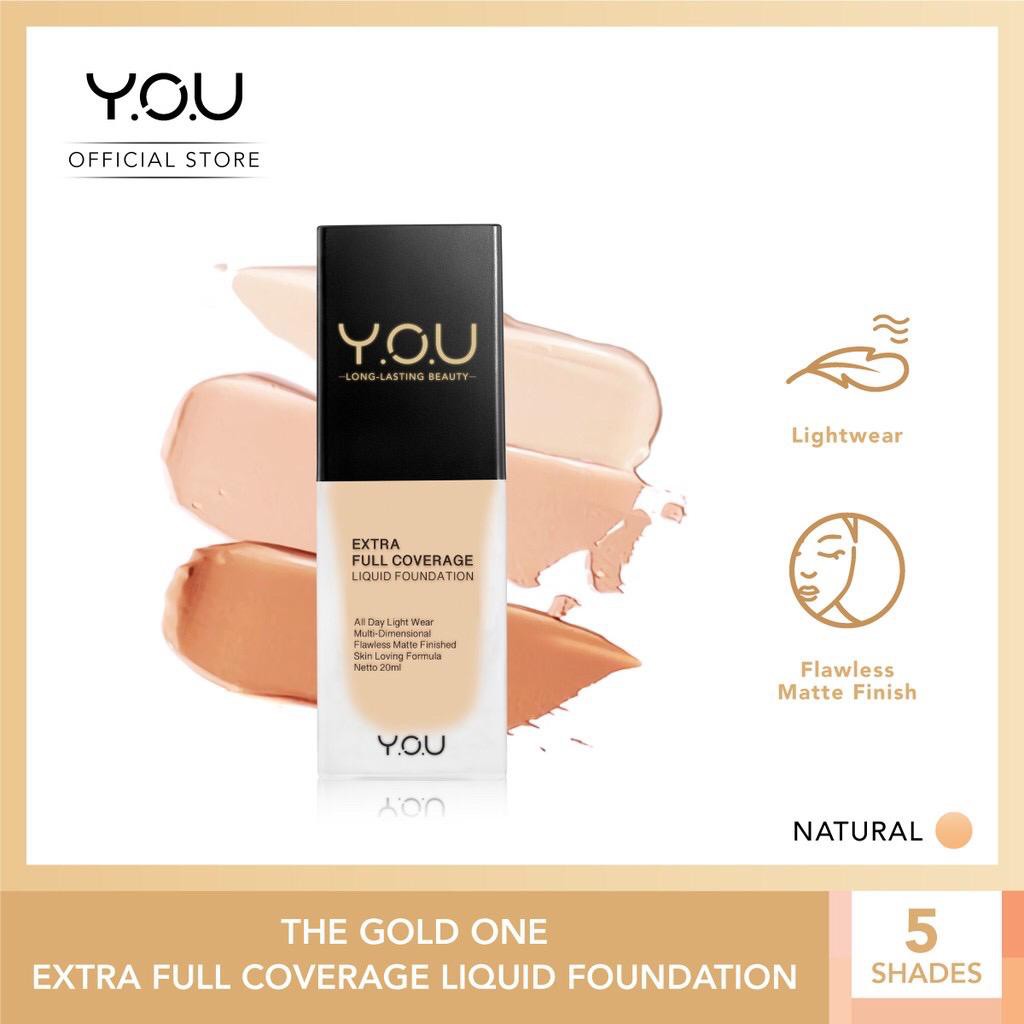 Y.O.U
OFFICIAL STORE
Y.O.U
LONG-LASTING BEAUTY
EXTRA
FULL COVERAGE
LIQUID FOUNDATION
All Day Light Wear
Multi-Dimensional
Flawless Matte Finished
Skin Loving Formula
Netto 20ml
Y.O.U
Lightwear
Flawless
Matte Finish
NATURAL
THE GOLD ONE
EXTRA FULL COVERAGE LIQUID FOUNDATION
5
SHADES